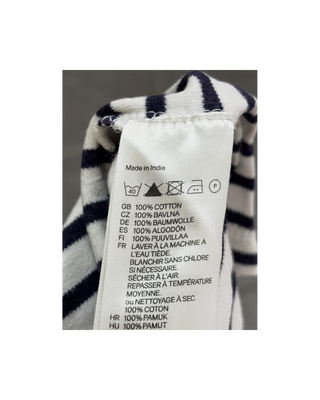 Made in India
40 P
GB 100% COTTON
CZ 100% BAVLNA
DE 100% BAUMWOLLE
ES 100% ALGODÓN
FI 100% PUUVILLAA
FR LAVER À LA MACHINE À
L'EAU TIÈDE.
BLANCHIR SANS CHLORE
SI NÉCESSAIRE.
SÉCHER À L'AIR.
REPASSER À TEMPÉRATURE
MOYENNE.
ou NETTOYAGE À SEC.
100% COTON
HR 100% PAMUK
HU 100% PAMUT